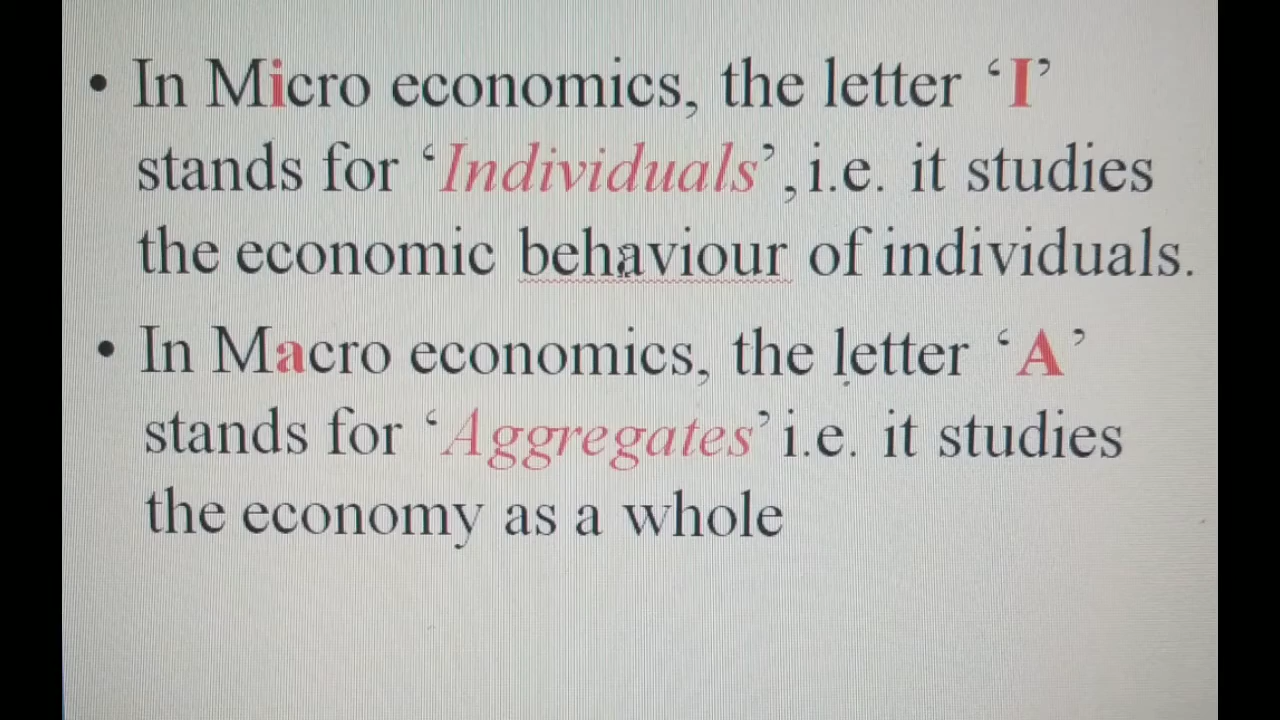 • In Micro economics, the letter ‘I’
stands for ‘Individuals’, i.e. it studies
the economic behaviour of individuals.
• In Macro economics, the letter ‘A’
stands for ‘Aggregates’ i.e. it studies
the economy as a whole